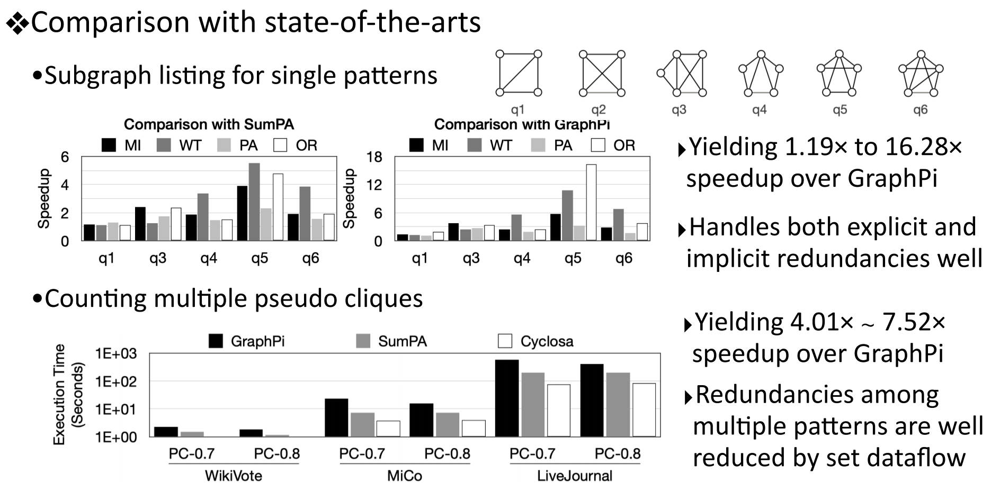 ❖Comparison with state-of-the-arts
•Subgraph listing for single patterns
q1 q2 q3 q4 q5 q6
Comparison with SumPA
MI WT PA OR
6
4
2
0
Speedup
q1 q3 q4 q5 q6
Comparison with GraphPi
MI WT PA OR
18
12
6
0
Speedup
q1 q3 q4 q5 q6
Yielding 1.19× to 16.28×
speedup over GraphPi
Handles both explicit and
implicit redundancies well
•Counting multiple pseudo cliques
GraphPi SumPA Cyclosa
Execution Time
(Seconds)
1E+03
1E+02
1E+01
1E+00
PC-0.7 PC-0.8 PC-0.7 PC-0.8 PC-0.7 PC-0.8
WikiVote MiCo LiveJournal
Yielding 4.01× ~ 7.52×
speedup over GraphPi
Redundancies among
multiple patterns are well
reduced by set dataflow